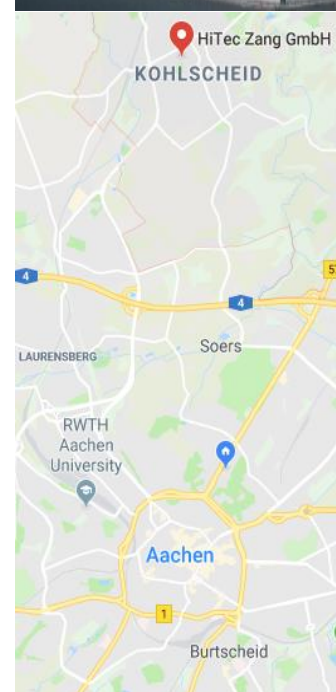 HiTec Zang GmbH
KOHLSCHEID
4
5
4
Soers
LAURENSBERG
RWTH
Aachen
University
Aachen
1
Burtscheid